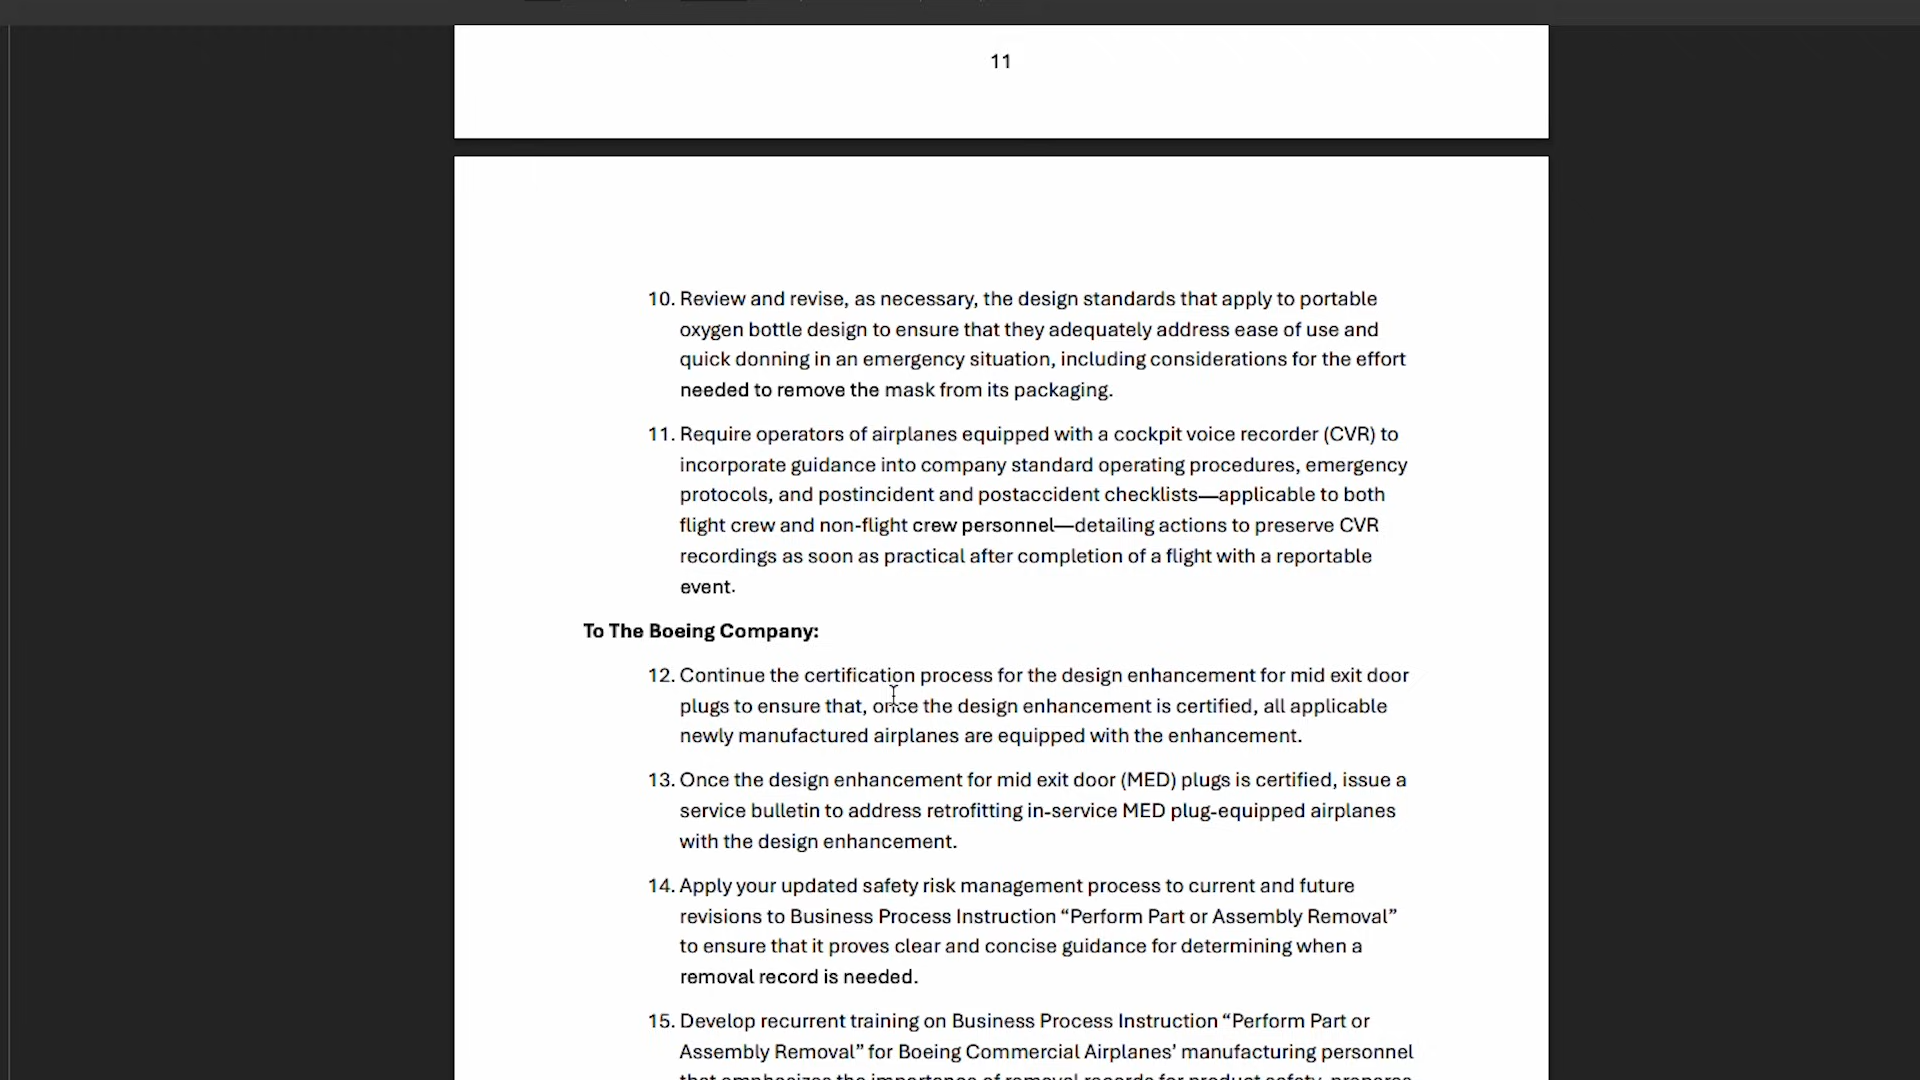 11
10. Review and revise, as necessary, the design standards that apply to portable
oxygen bottle design to ensure that they adequately address ease of use and
quick donning in an emergency situation, including considerations for the effort
needed to remove the mask from its packaging.
11. Require operators of airplanes equipped with a cockpit voice recorder (CVR) to
incorporate guidance into company standard operating procedures, emergency
protocols, and postincident and postaccident checklists—applicable to both
flight crew and non-flight crew personnel—detailing actions to preserve CVR
recordings as soon as practical after completion of a flight with a reportable
event.
To The Boeing Company:
12. Continue the certification process for the design enhancement for mid exit door
plugs to ensure that, once the design enhancement is certified, all applicable
newly manufactured airplanes are equipped with the enhancement.
13. Once the design enhancement for mid exit door (MED) plugs is certified, issue a
service bulletin to address retrofitting in-service MED plug-equipped airplanes
with the design enhancement.
14. Apply your updated safety risk management process to current and future
revisions to Business Process Instruction “Perform Part or Assembly Removal”
to ensure that it proves clear and concise guidance for determining when a
removal record is needed.
15. Develop recurrent training on Business Process Instruction “Perform Part or
Assembly Removal” for Boeing Commercial Airplanes’ manufacturing personnel
that emphasizes the importance of removal records for product safety, prepares